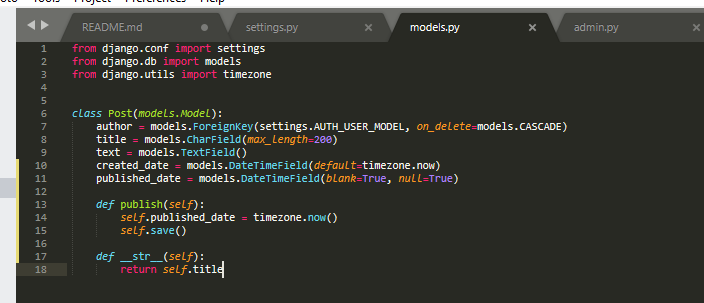 Tools Project Preferences Help
README.md settings.py models.py admin.py
1 from django.conf import settings
2 from django.db import models
3 from django.utils import timezone
4
5
6 class Post(models.Model):
7     author = models.ForeignKey(settings.AUTH_USER_MODEL, on_delete=models.CASCADE)
8     title = models.CharField(max_length=200)
9     text = models.TextField()
10     created_date = models.DateTimeField(default=timezone.now)
11     published_date = models.DateTimeField(blank=True, null=True)
12
13     def publish(self):
14         self.published_date = timezone.now()
15         self.save()
16
17     def __str__(self):
18         return self.title